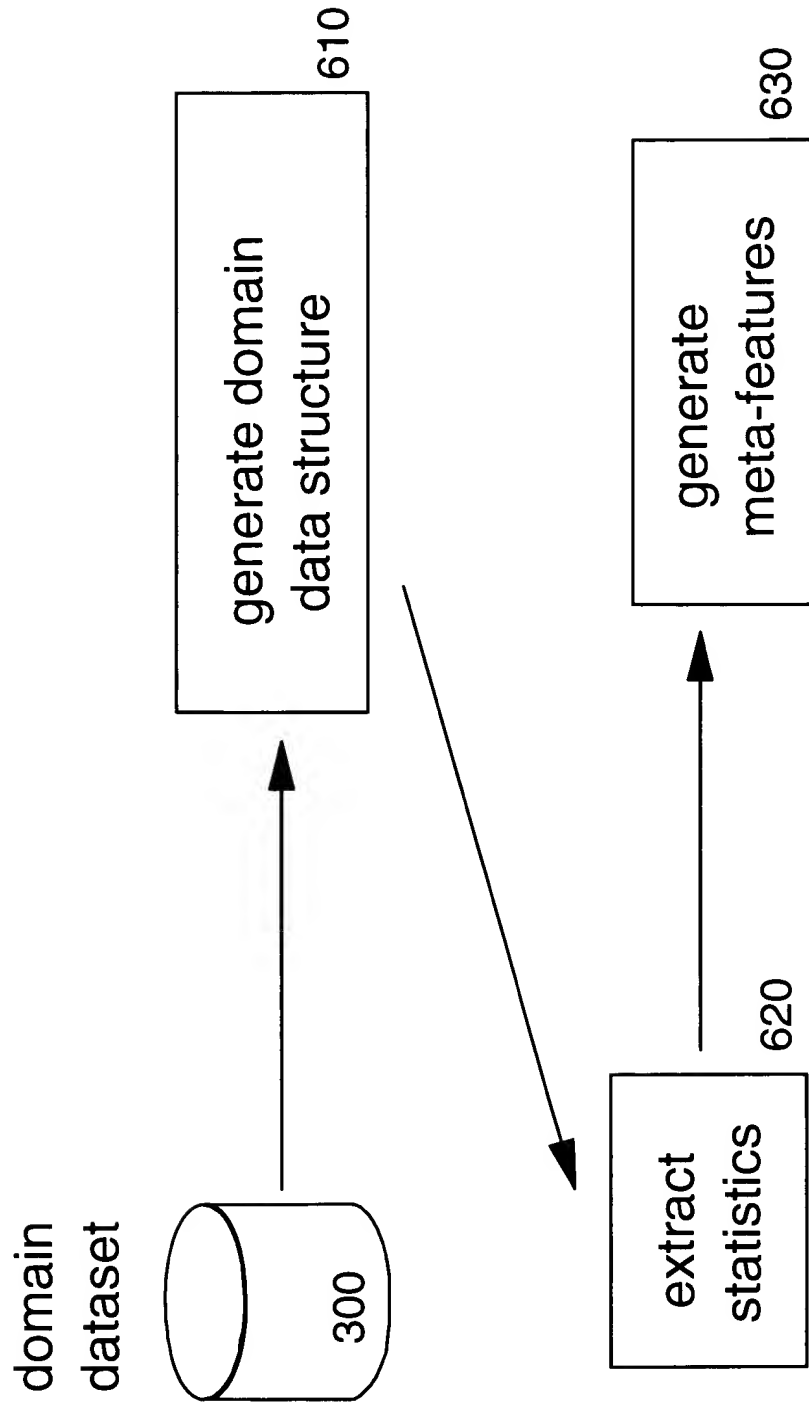 domain
dataset
300
generate domain
data structure
610
extract
statistics
620
generate
meta-features
630